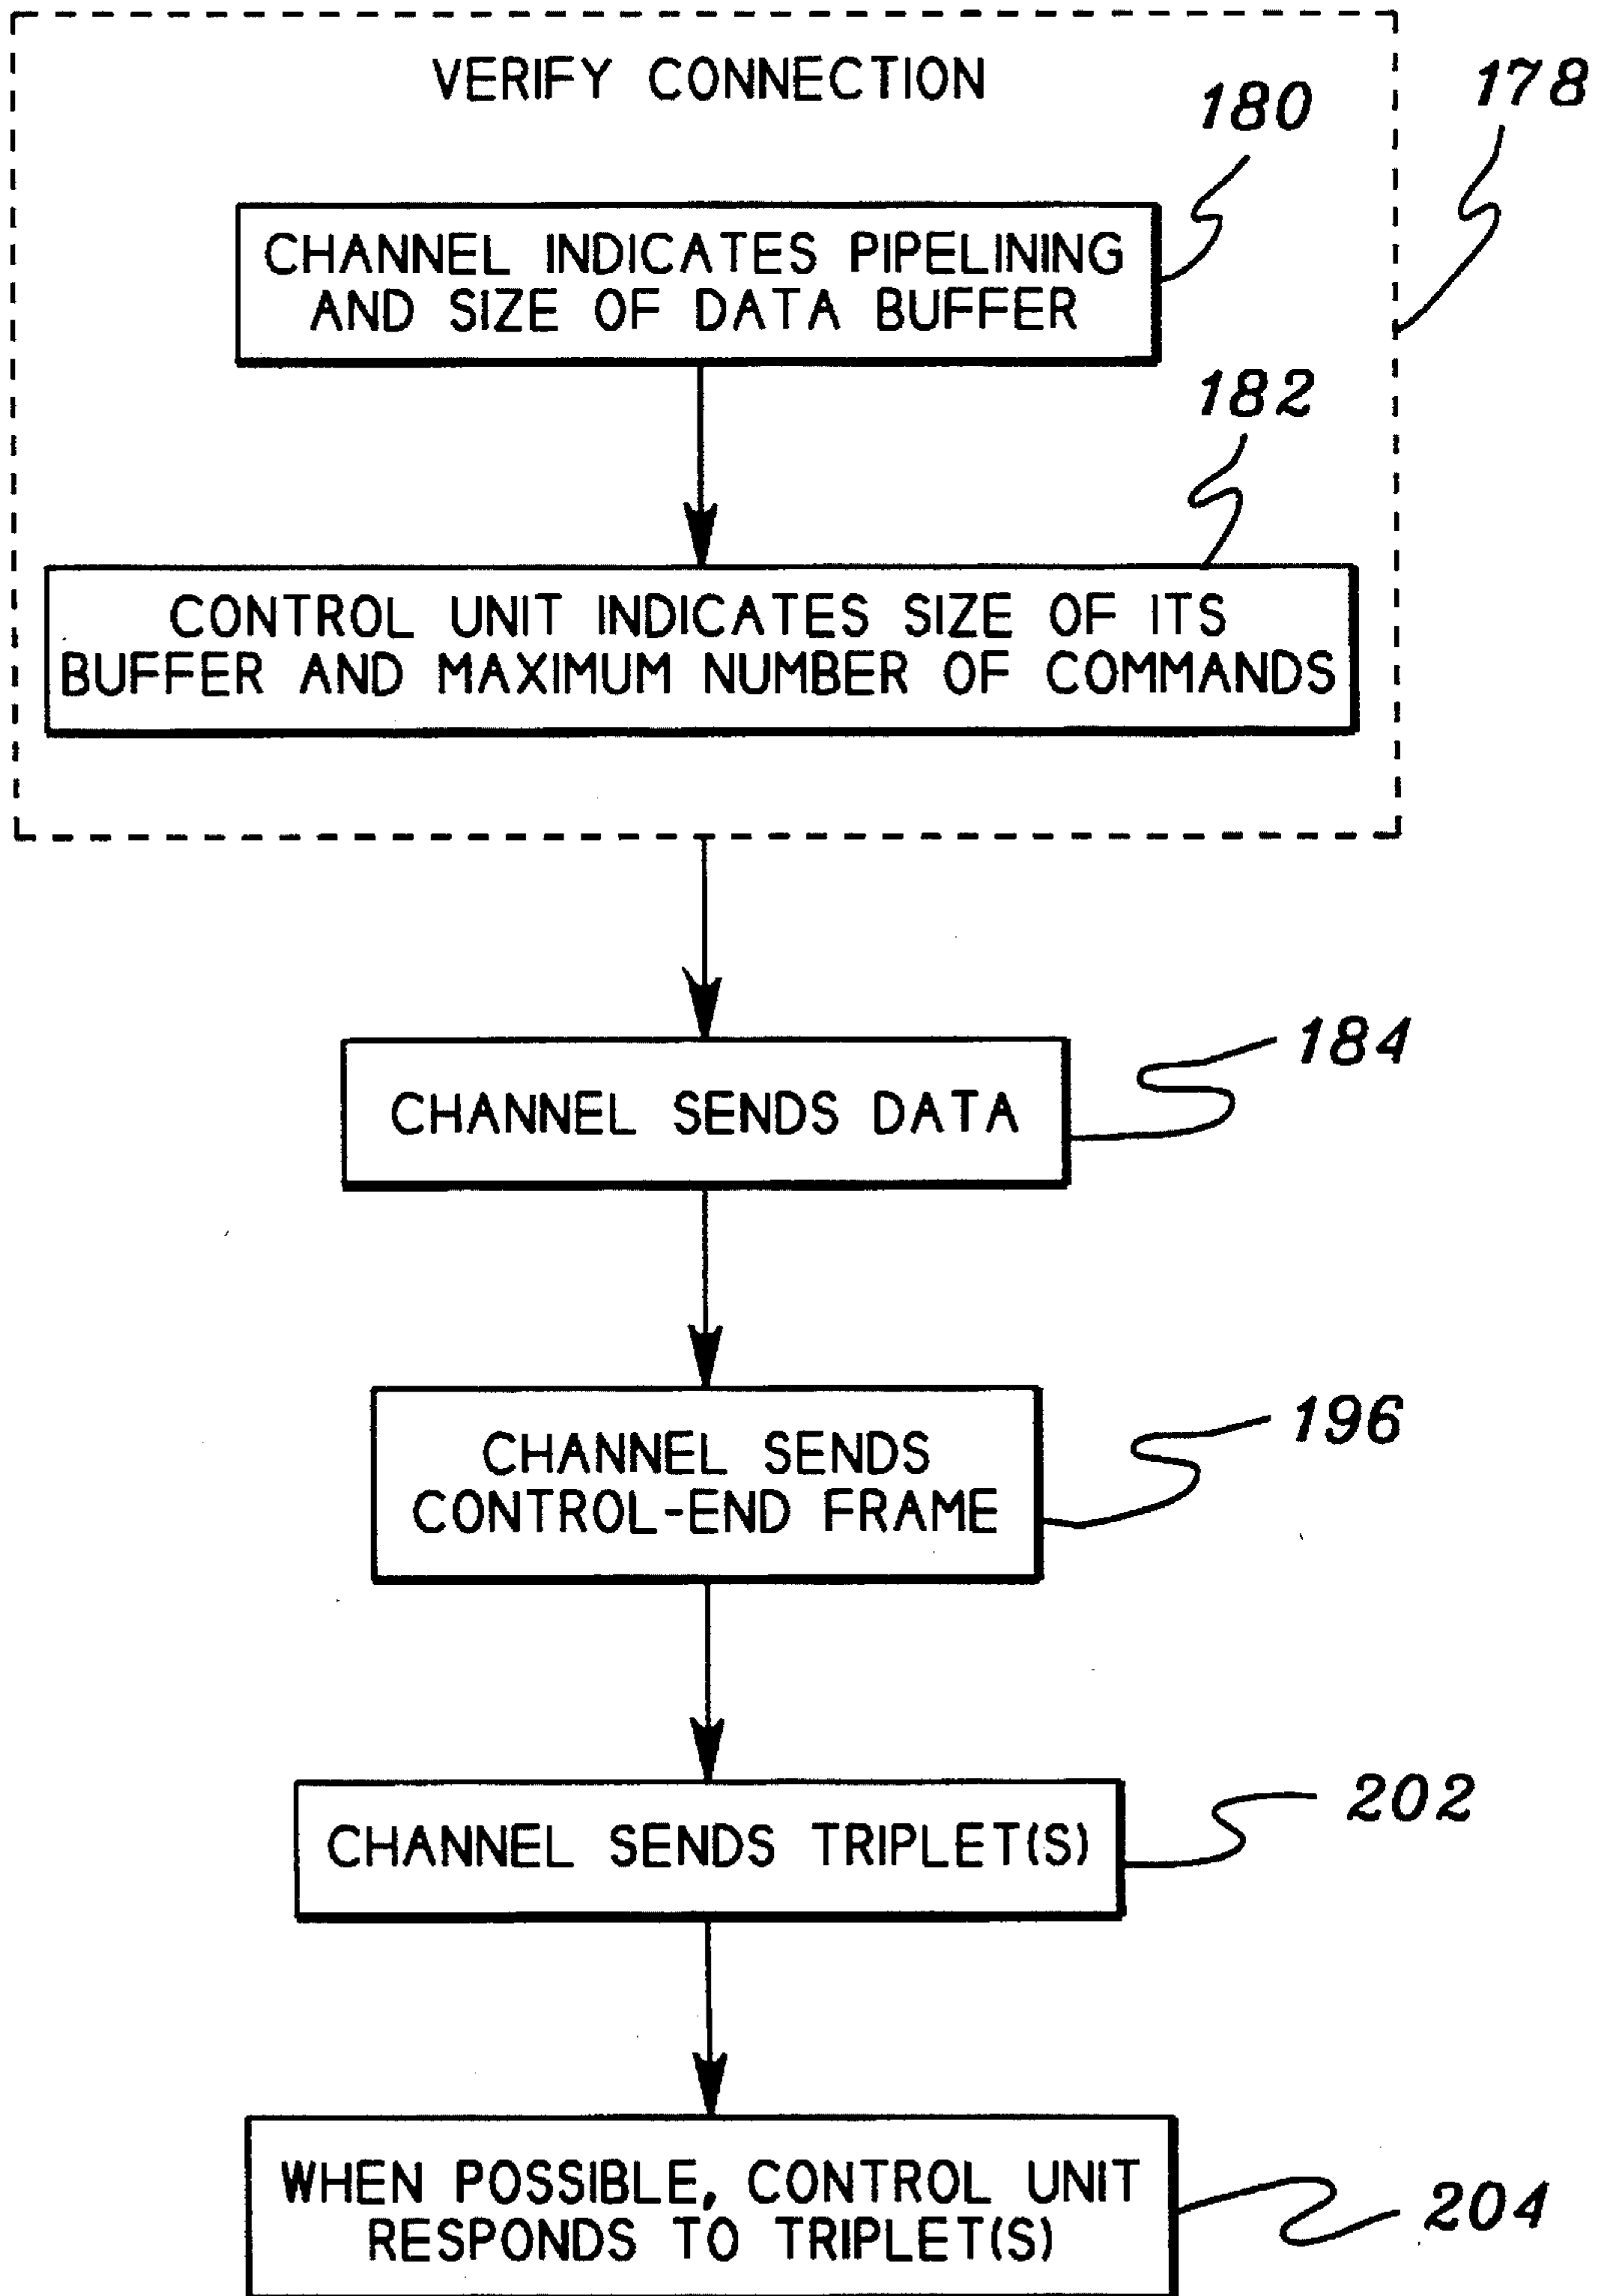 VERIFY CONNECTION
178
180
CHANNEL INDICATES PIPELINING
AND SIZE OF DATA BUFFER
182
CONTROL UNIT INDICATES SIZE OF ITS
BUFFER AND MAXIMUM NUMBER OF COMMANDS
184
CHANNEL SENDS DATA
196
CHANNEL SENDS
CONTROL-END FRAME
202
CHANNEL SENDS TRIPLET(S)
WHEN POSSIBLE, CONTROL UNIT
RESPONDS TO TRIPLET(S)
204